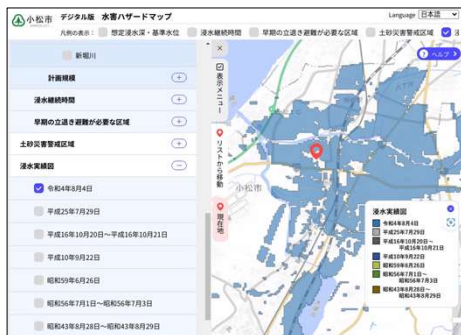 小松市 デジタル版 水害ハザードマップ
Language 日本語
凡例の表示： 想定浸水深・基準水位 浸水継続時間 早期の立退き避難が必要な区域 土砂災害警戒区域
新堀川
計画規模
浸水継続時間
早期の立退き避難が必要な区域
土砂災害警戒区域
浸水実績図
令和4年8月4日
平成25年7月29日
平成16年10月20日〜平成16年10月21日
平成10年9月22日
昭和59年6月26日
昭和56年7月1日〜昭和56年7月3日
昭和43年8月28日〜昭和43年8月29日
表示メニュー
リストから移動
現在地
ヘルプ
小松市
浸水実績図
令和4年8月4日
平成25年7月29日
平成16年10月20日〜
平成16年10月21日
平成10年9月22日
昭和59年6月26日
昭和56年7月1日〜
昭和56年7月3日
昭和43年8月28日〜
昭和43年8月29日